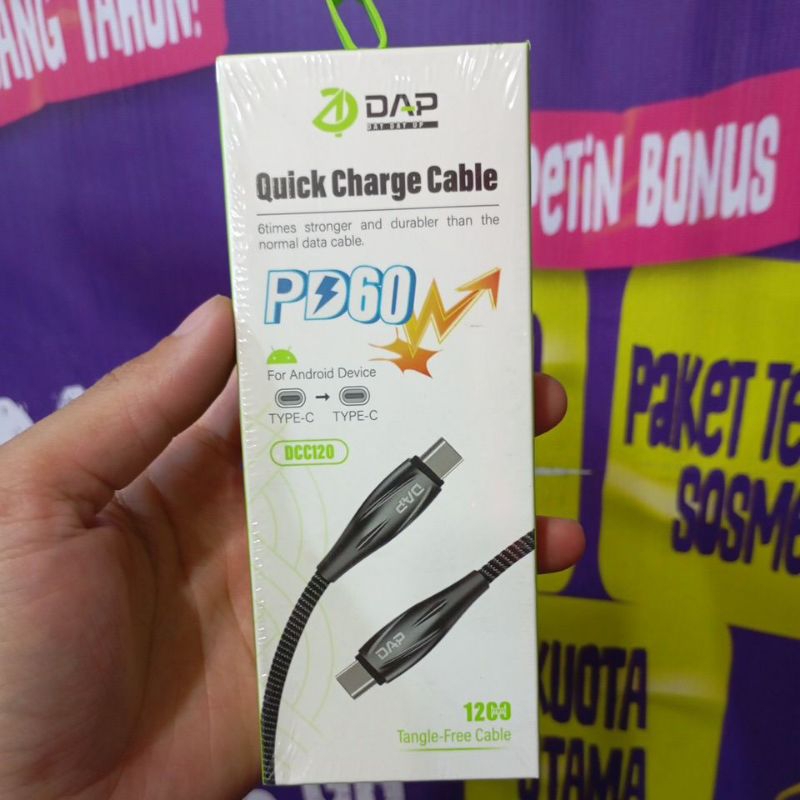 ANG TAHUN!
DAP
DAY DAY UP
Quick Charge Cable
6times stronger and durabler than the
normal data cable.
PD60
For Android Device
TYPE-C → TYPE-C
DCC120
DAP
DAP
1200
Tangle-Free Cable
PETIN BONUS
PAKET TE
SOSME
KUOTA
UTAMA